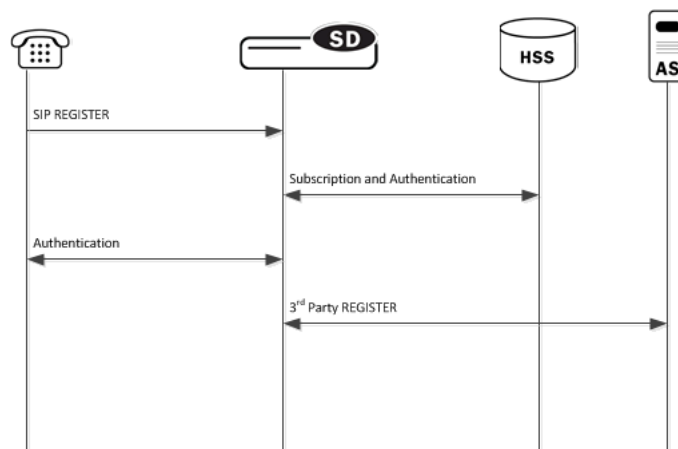 SD
HSS
AS
SIP REGISTER
Subscription and Authentication
Authentication
3rd Party REGISTER